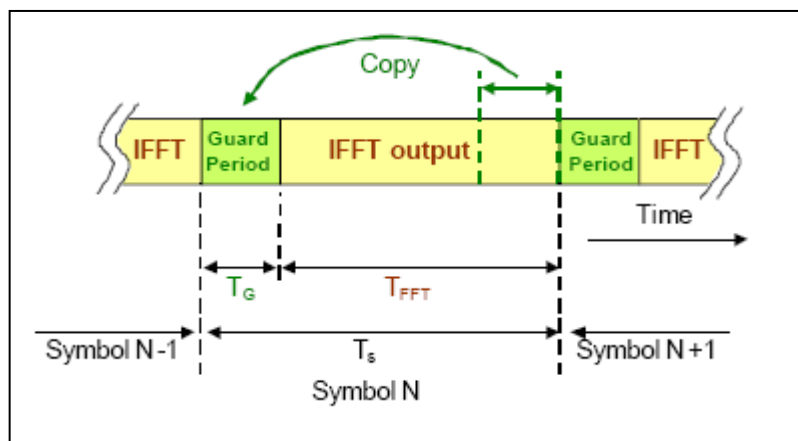 Copy
IFFT
Guard
Period
IFFT output
Guard
Period
IFFT
Time
TG
TFFT
Symbol N-1
Ts
Symbol N+1
Symbol N